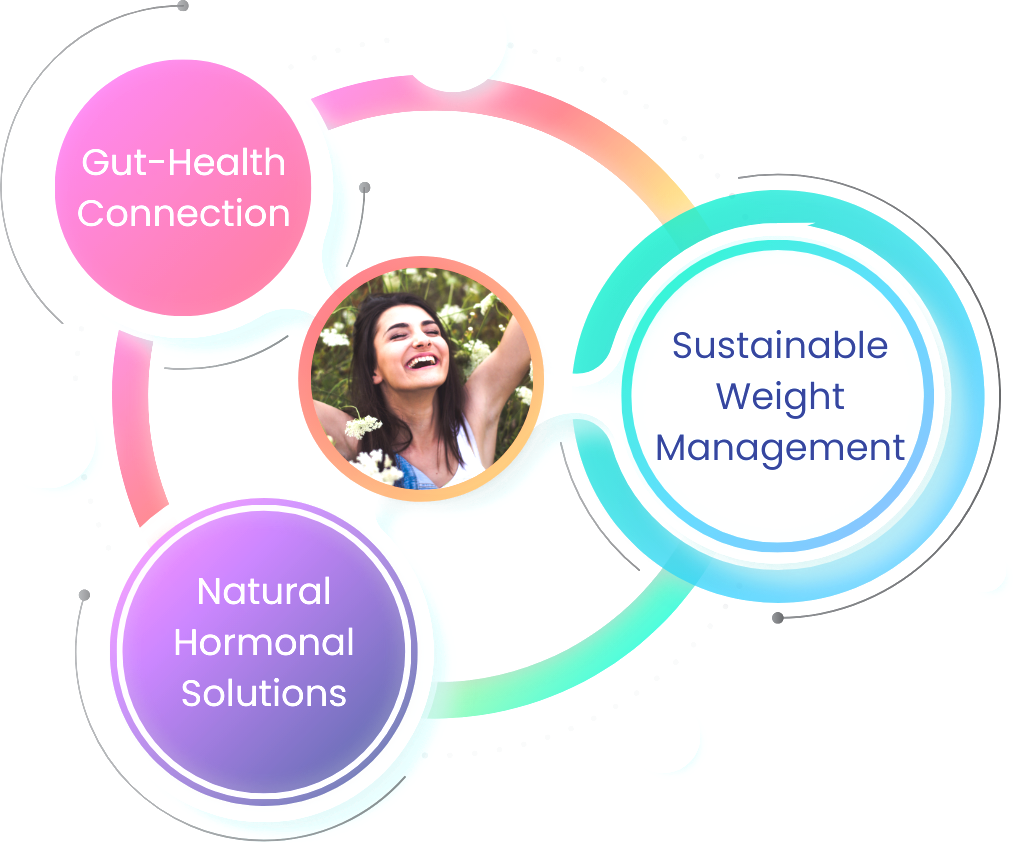 Gut-Health
Connection
Sustainable
Weight
Management
Natural
Hormonal
Solutions